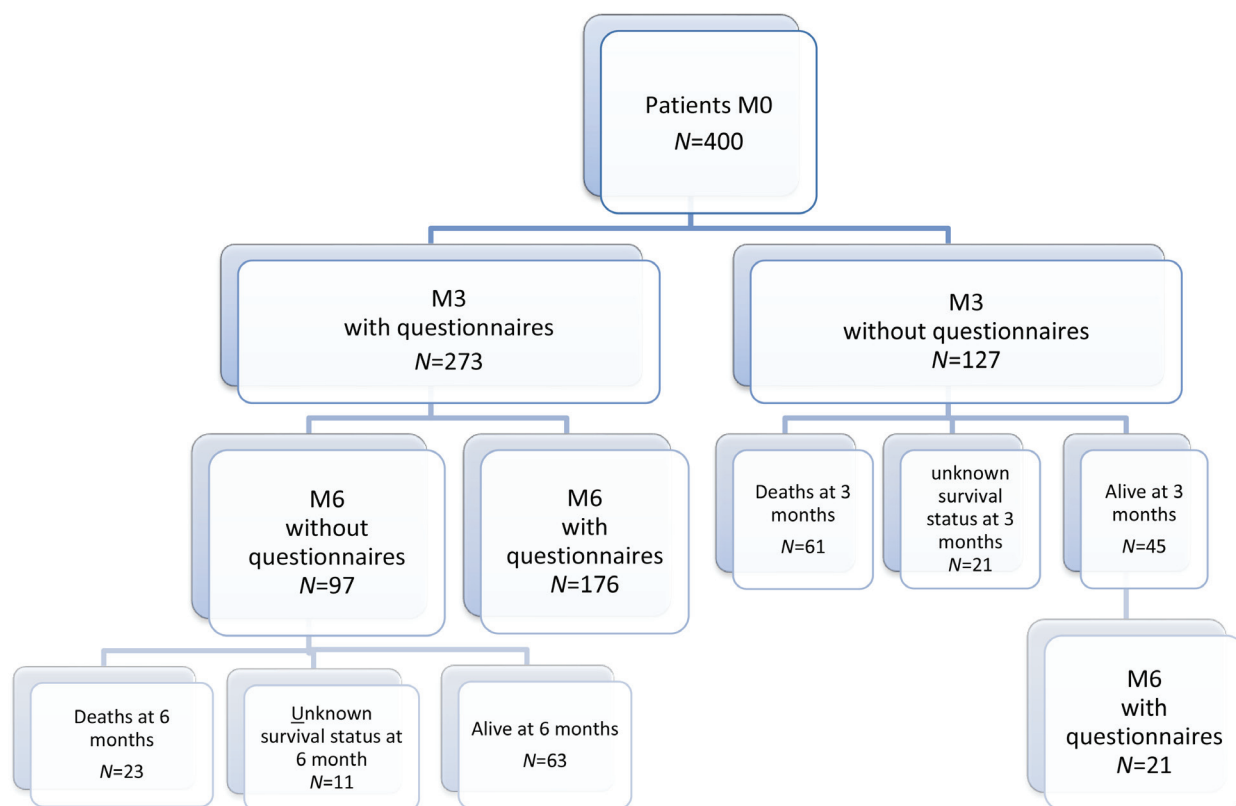 Patients M0
N=400
M3
with questionnaires
N=273
M3
without questionnaires
N=127
M6
without
questionnaires
N=97
M6
with
questionnaires
N=176
Deaths at 3
months
N=61
unknown
survival
status at 3
months
N=21
Alive at 3
months
N=45
Deaths at 6
months
N=23
Unknown
survival status at
6 month
N=11
Alive at 6 months
N=63
M6
with
questionnaires
N=21